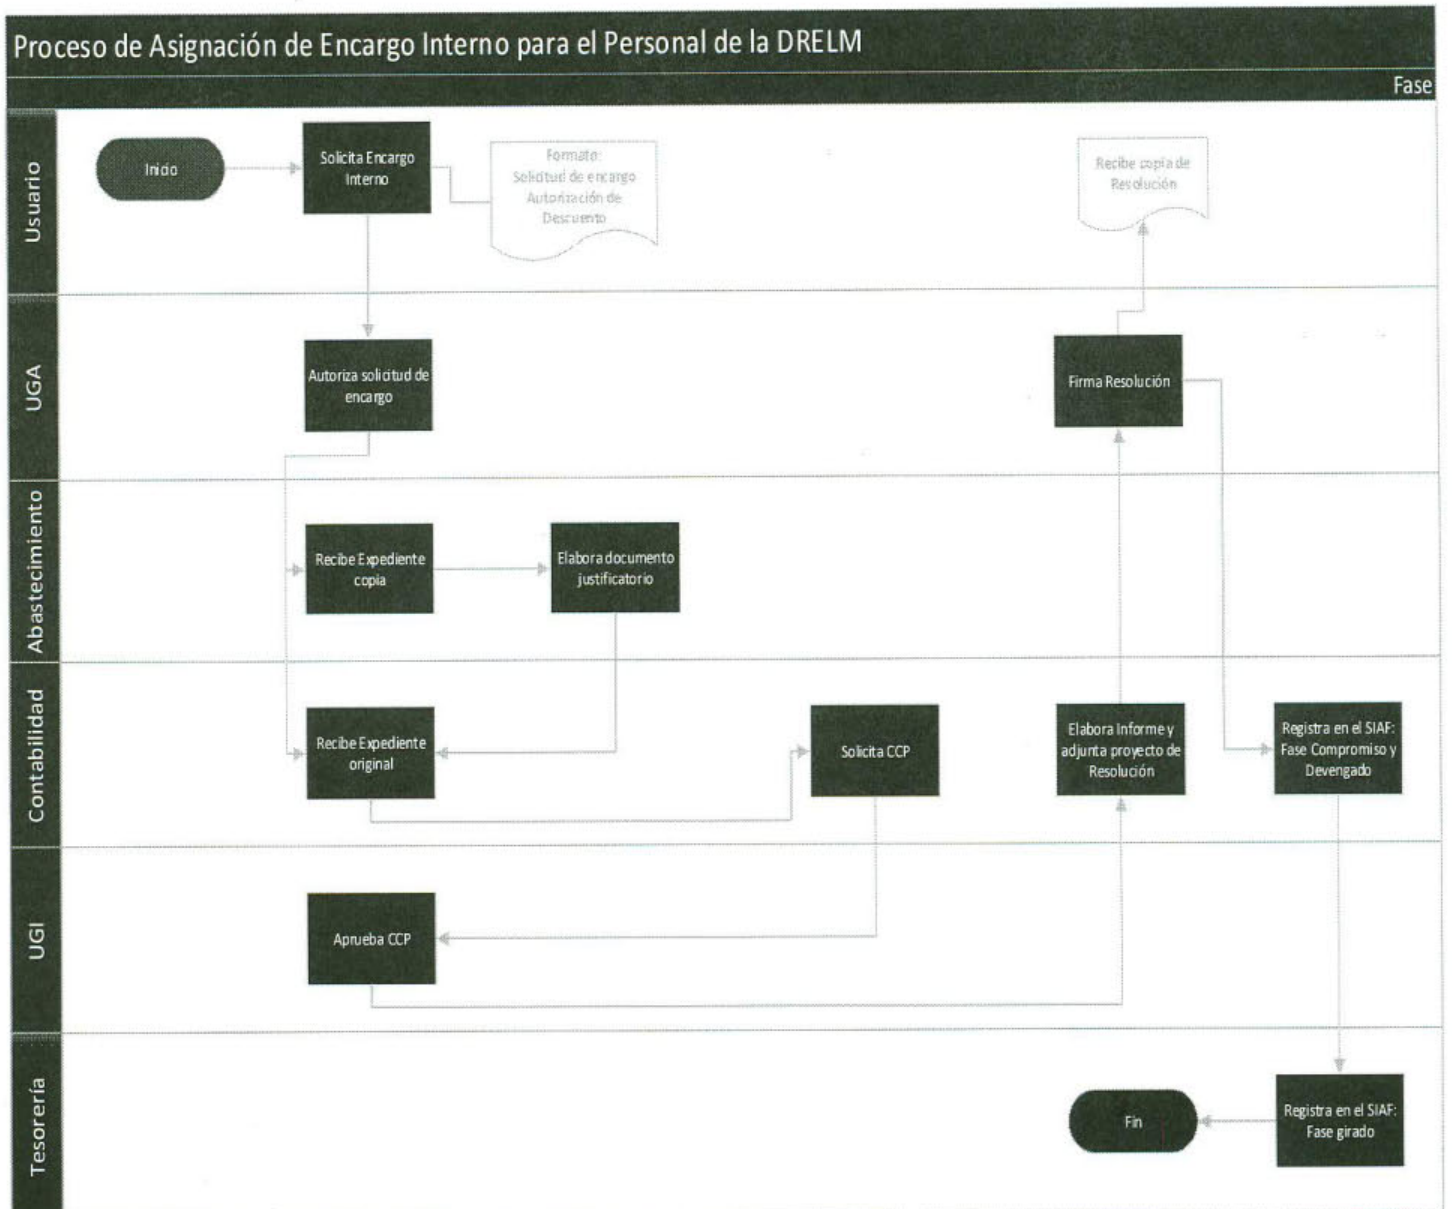 Proceso de Asignación de Encargo Interno para el Personal de la DRELM
Fase
Usuario
Inicio
Solicita Encargo
Interno
Formato:
Solicitud de encargo
Autorización de
Descuento
Recibe copia de
Resolución
UGA
Autoriza solicitud de
encargo
Firma Resolución
Abastecimiento
Recibe Expediente
copia
Elabora documento
justificatorio
Contabilidad
Recibe Expediente
original
Solicita CCP
Elabora Informe y
adjunta proyecto de
Resolución
Registra en el SIAF:
Fase Compromiso y
Devengado
UGI
Aprueba CCP
Tesorería
Fin
Registra en el SIAF:
Fase girado